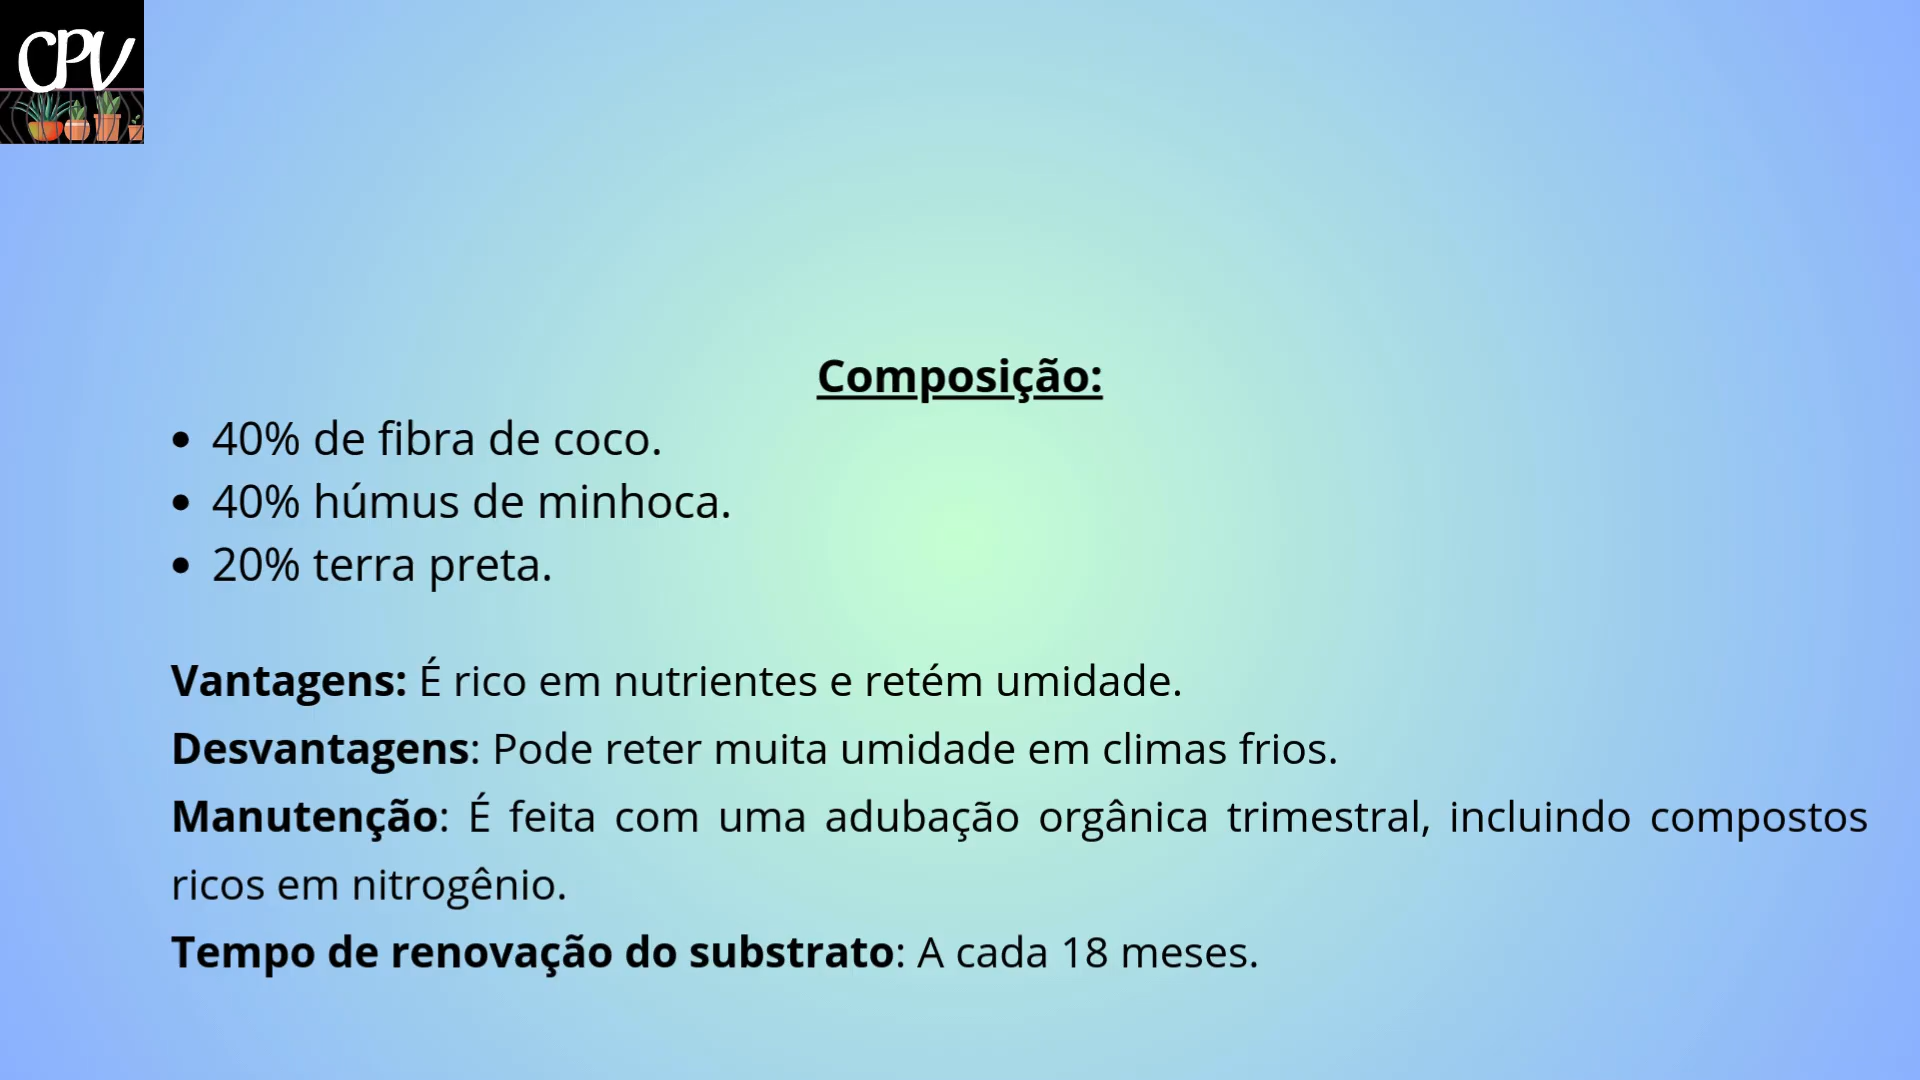 CPV
Composição:
• 40% de fibra de coco.
• 40% húmus de minhoca.
• 20% terra preta.
Vantagens: É rico em nutrientes e retém umidade.
Desvantagens: Pode reter muita umidade em climas frios.
Manutenção: É feita com uma adubação orgânica trimestral, incluindo compostos
ricos em nitrogênio.
Tempo de renovação do substrato: A cada 18 meses.